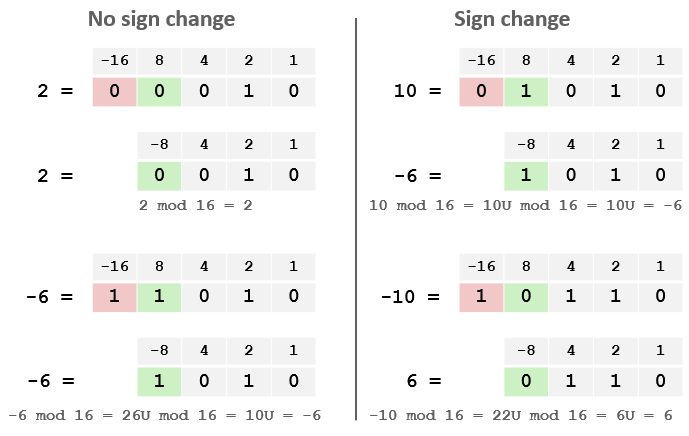 No sign change
-16 8 4 2 1
2 = 0 0 0 1 0
-8 4 2 1
2 = 0 0 1 0
2 mod 16 = 2
-16 8 4 2 1
-6 = 1 1 0 1 0
-8 4 2 1
-6 = 1 0 1 0
-6 mod 16 = 26U mod 16 = 10U = -6
Sign change
-16 8 4 2 1
10 = 0 1 0 1 0
-8 4 2 1
-6 = 1 0 1 0
10 mod 16 = 10U mod 16 = 10U = -6
-16 8 4 2 1
-10 = 1 0 1 1 0
-8 4 2 1
6 = 0 1 1 0
-10 mod 16 = 22U mod 16 = 6U = 6